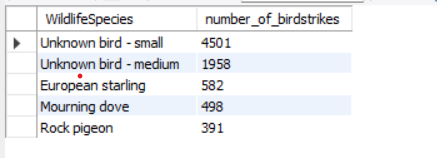 WildlifeSpecies number_of_birdstrikes
Unknown bird - small 4501
Unknown bird - medium 1958
European starling 582
Mourning dove 498
Rock pigeon 391